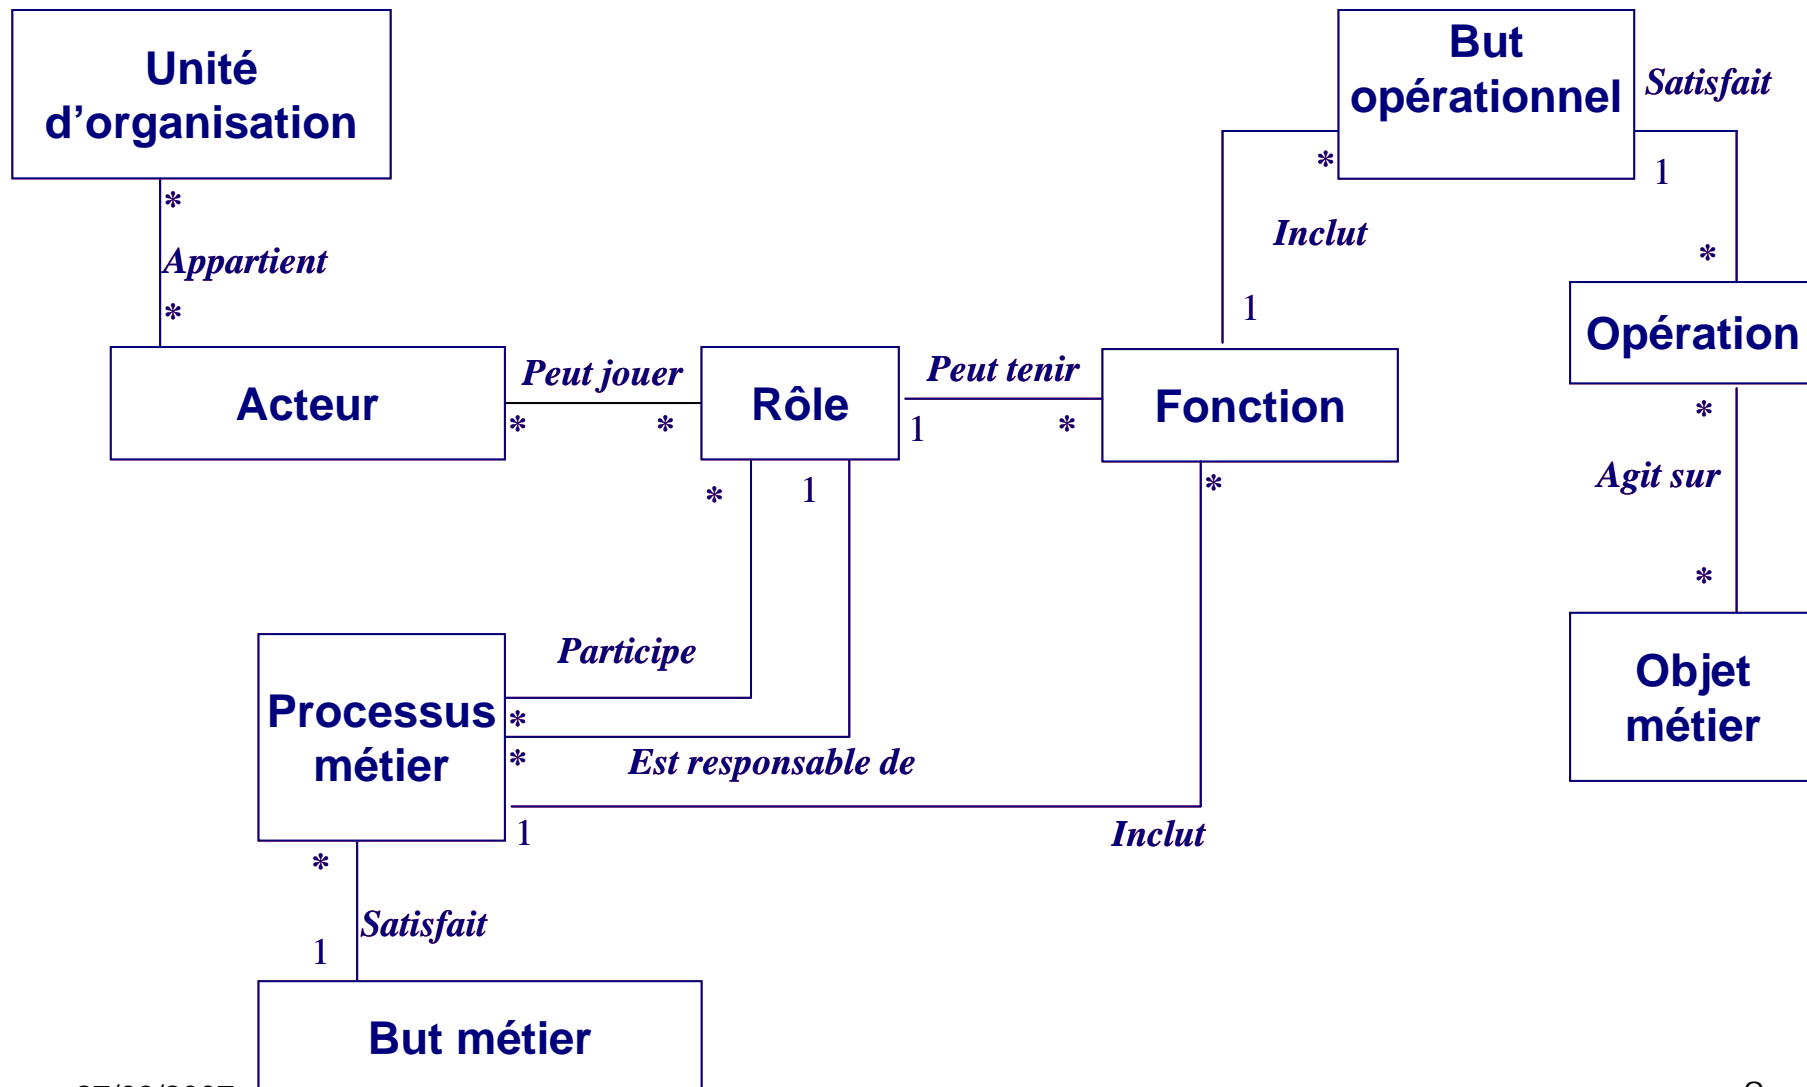 Unité
d'organisation
But
opérationnel
Satisfait
*
1
*
Inclut
*
Appartient
*
1
*
Opération
Acteur
Peut jouer
*
*
Rôle
Peut tenir
1
*
Fonction
*
Agit sur
*
1
*
*
Objet
métier
Participe
Processus
métier
*
*
Est responsable de
1
Inclut
*
Satisfait
1
But métier